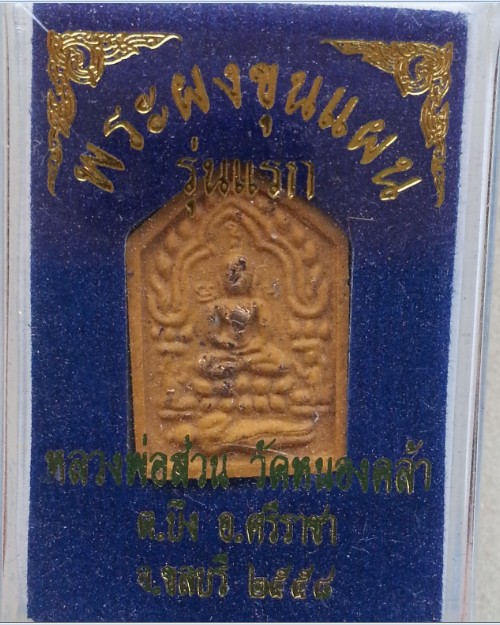 พระผงขุนแผน
รุ่นแรก
หลวงพ่อส้วน วัดหนองคล้า
ต.บึง อ.ศรีราชา
จ.ชลบุรี ๒๕๕๔